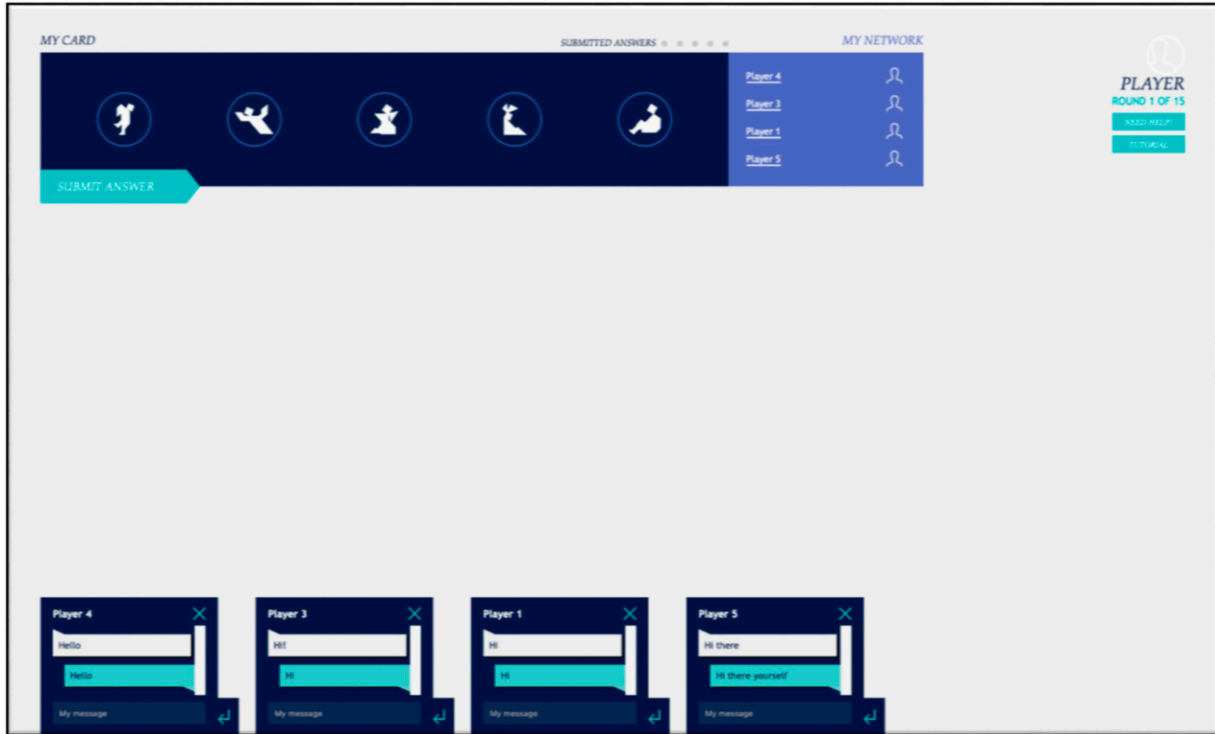 MY CARD
SUBMITTED ANSWERS
MY NETWORK
Player 4
Player 3
Player 1
Player 5
SUBMIT ANSWER
PLAYER
ROUND 1 OF 15
NEED HELP?
TUTORIAL
Player 4
Hello
Hello
My message
Player 3
Hi!
Hi
My message
Player 1
Hi
Hi
My message
Player 5
Hi there
Hi there yourself
My message